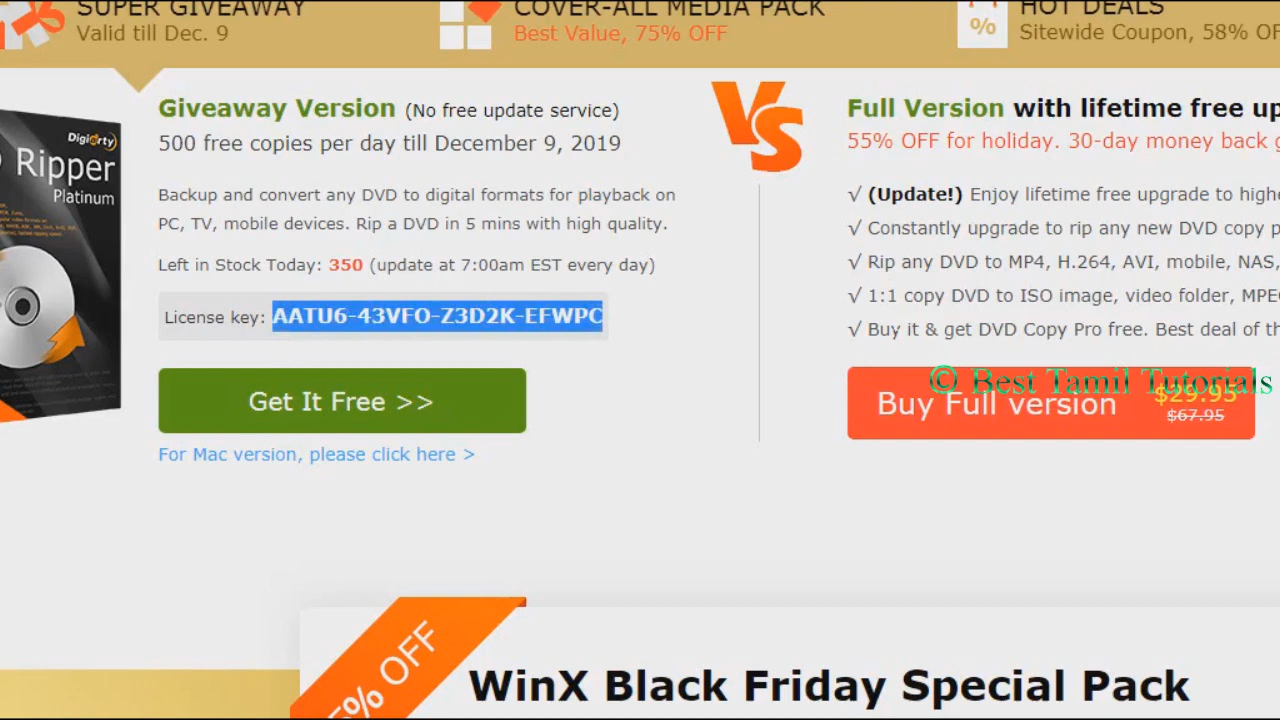 SUPER GIVEAWAY
Valid till Dec. 9
COVER-ALL MEDIA PACK
Best Value, 75% OFF
%
HOT DEALS
Sitewide Coupon, 58% OF
Digiarty
Ripper
Platinum
Giveaway Version (No free update service)
500 free copies per day till December 9, 2019
Backup and convert any DVD to digital formats for playback on
PC, TV, mobile devices. Rip a DVD in 5 mins with high quality.
Left in Stock Today: 350 (update at 7:00am EST every day)
License key: AATU6-43VFO-Z3D2K-EFWPC
Get It Free >>
For Mac version, please click here >
VS
Full Version with lifetime free up
55% OFF for holiday. 30-day money back g
√ (Update!) Enjoy lifetime free upgrade to highe
√ Constantly upgrade to rip any new DVD copy p
√ Rip any DVD to MP4, H.264, AVI, mobile, NAS,
√ 1:1 copy DVD to ISO image, video folder, MPEG
√ Buy it & get DVD Copy Pro free. Best deal of th
© Best Tamil Tutorials
Buy Full version $29.95
$67.95
5% OFF
WinX Black Friday Special Pack